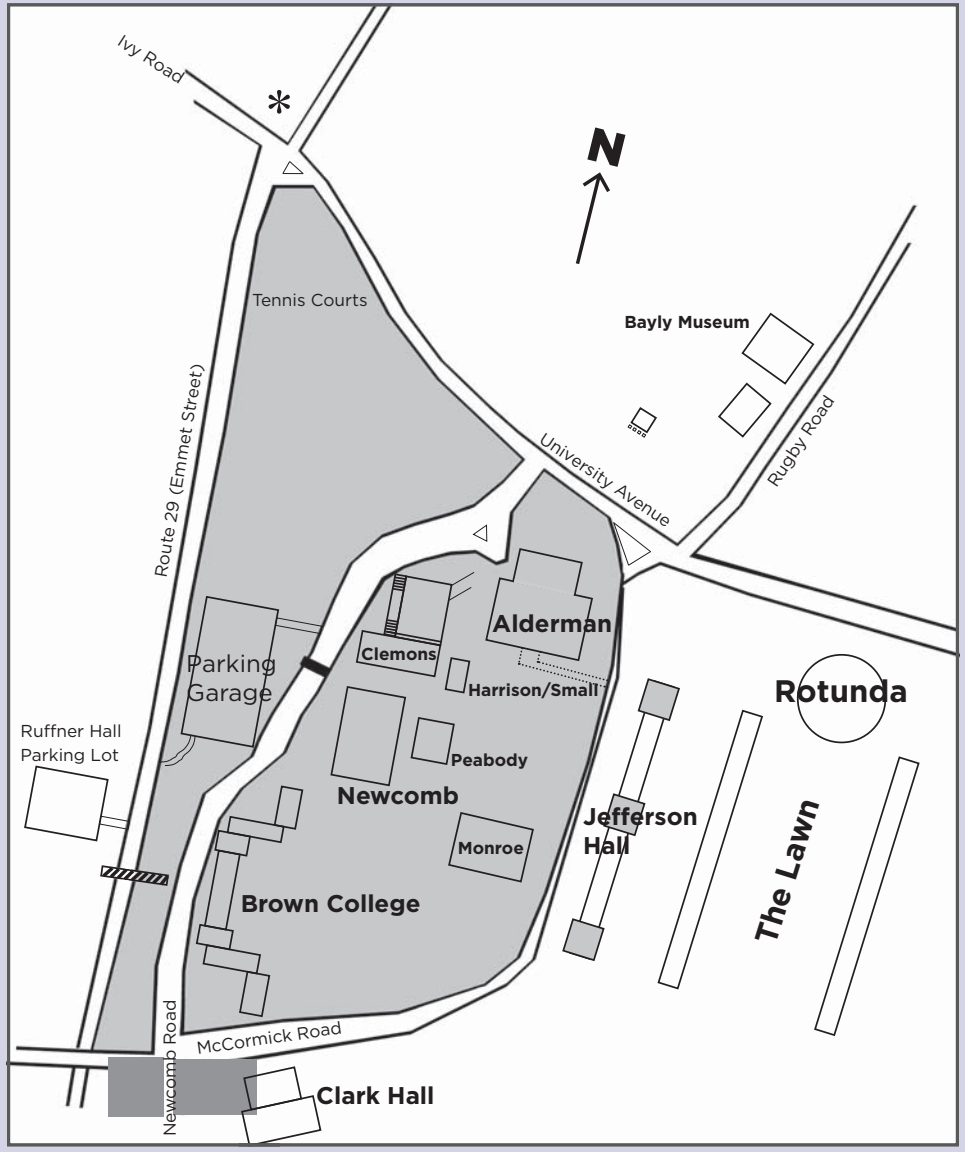 Ivy Road
*
N
Tennis Courts
Bayly Museum
Route 29 (Emmet Street)
University Avenue
Rugby Road
Alderman
Clemons
Parking
Garage
Harrison/Small
Rotunda
Ruffner Hall
Parking Lot
Peabody
Newcomb
Jefferson
Hall
Monroe
The Lawn
Brown College
McCormick Road
Newcomb Road
Clark Hall